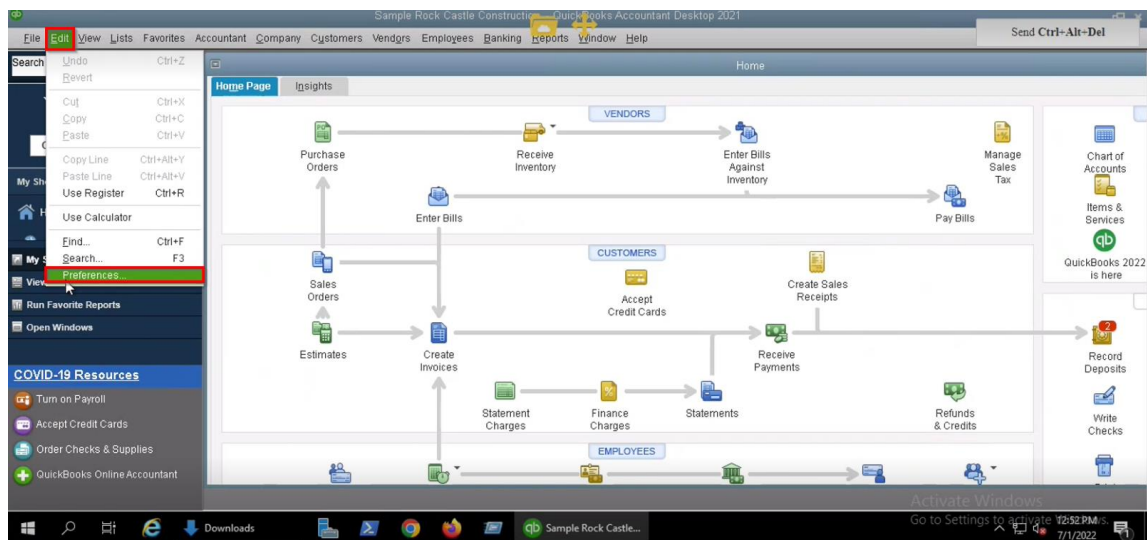 Sample Rock Castle Construction - QuickBooks Accountant Desktop 2021
File Edit View Lists Favorites Accountant Company Customers Vendors Employees Banking Reports Window Help
Send Ctrl+Alt+Del
Search
Undo Ctrl+Z
Revert
Cut Ctrl+X
Copy Ctrl+C
Paste Ctrl+V
Copy Line Ctrl+Alt+Y
Paste Line Ctrl+Alt+V
Use Register Ctrl+R
Use Calculator
Find... Ctrl+F
Search... F3
Preferences...
My Sh
H
My S
View
Run Favorite Reports
Open Windows
COVID-19 Resources
Turn on Payroll
Accept Credit Cards
Order Checks & Supplies
QuickBooks Online Accountant
Home
Home Page Insights
VENDORS
Purchase
Orders
Receive
Inventory
Enter Bills
Against
Inventory
Manage
Sales
Tax
Enter Bills
Pay Bills
CUSTOMERS
Sales
Orders
Accept
Credit Cards
Create Sales
Receipts
Estimates
Create
Invoices
Receive
Payments
Statement
Charges
Finance
Charges
Statements
Refunds
& Credits
EMPLOYEES
Chart of
Accounts
Items &
Services
qb
QuickBooks 2022
is here
2
Record
Deposits
Write
Checks
Activate Windows
Go to Settings to activate Windows.
Downloads
qb Sample Rock Castle...
12:52 PM
7/1/2022